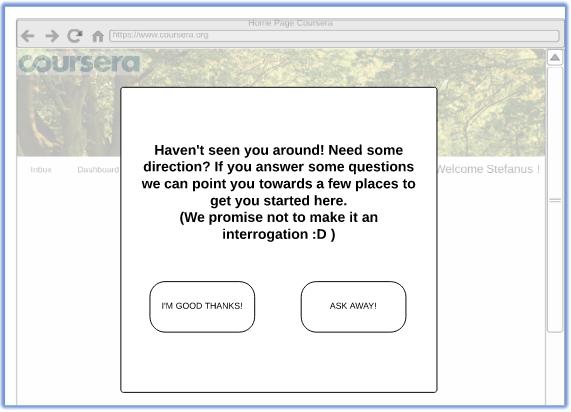 Home Page Coursera
https://www.coursera.org
coursera
Inbox
Dashboard
Welcome Stefanus !
Haven't seen you around! Need some
direction? If you answer some questions
we can point you towards a few places to
get you started here.
(We promise not to make it an
interrogation :D )
I'M GOOD THANKS!
ASK AWAY!